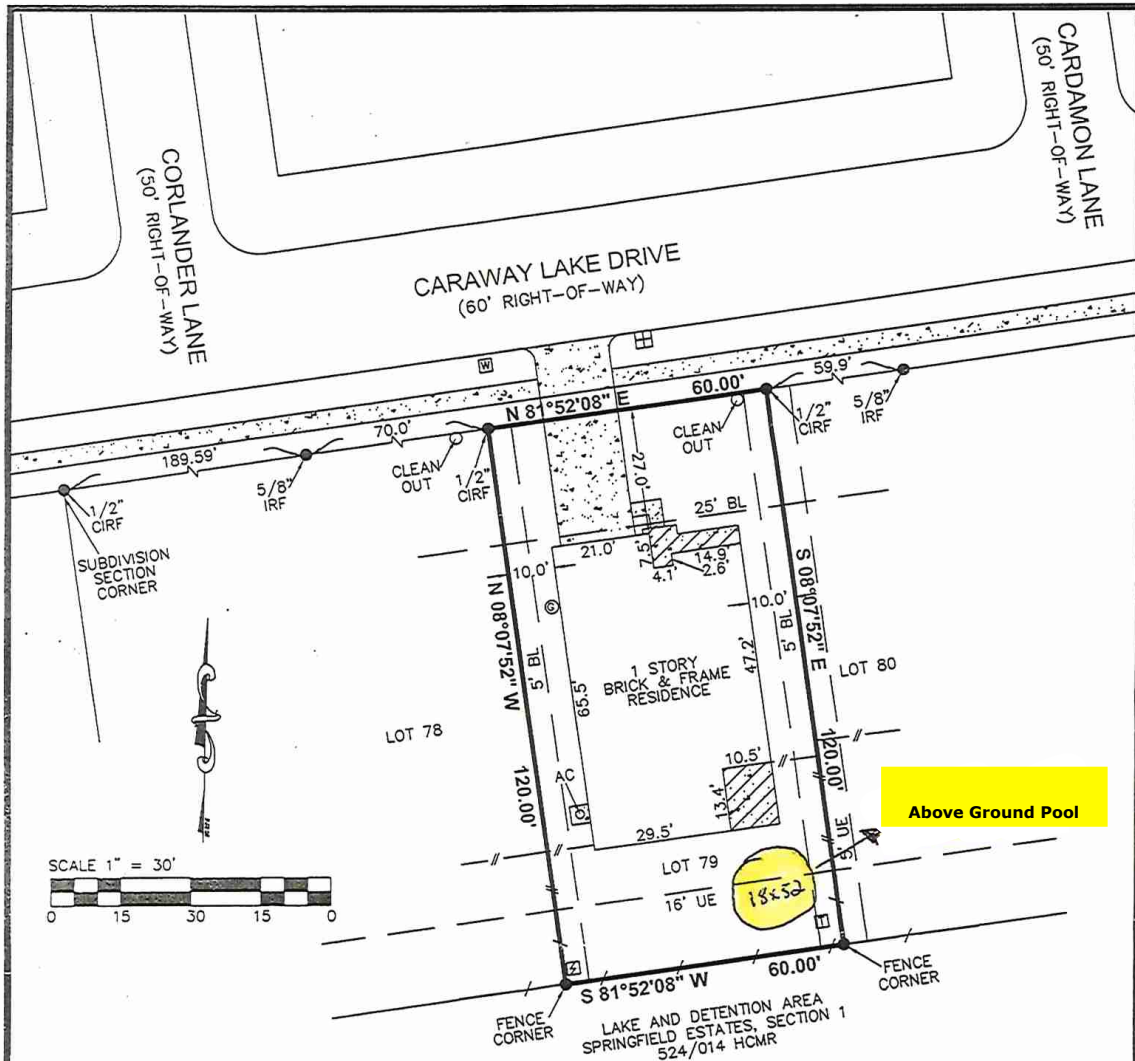 CARDAMON LANE
(50' RIGHT-OF-WAY)
CORLANDER LANE
(50' RIGHT-OF-WAY)
CARAWAY LAKE DRIVE
(60' RIGHT-OF-WAY)
W
N 81°52'08" E
60.00'
59.9'
5/8"
IRF
1/2"
CIRF
CLEAN
OUT
70.0'
189.59'
CLEAN
OUT
1/2"
CIRF
5/8"
IRF
1/2"
CIRF
SUBDIVISION
SECTION
CORNER
27.0'
25' BL
21.0'
7.5'
14.9'
4.1'
2.6'
10.0'
10.0'
G
N 08°07'52" W
120.00'
5' BL
65.5'
1 STORY
BRICK & FRAME
RESIDENCE
47.2'
5' BL
S 08°07'52" E
120.00'
LOT 80
LOT 78
AC
10.5'
13.4'
29.5'
Above Ground Pool
5' UE
LOT 79
16' UE
18x52
T
SCALE 1" = 30'
0 15 30 15 0
S 81°52'08" W
60.00'
FENCE
CORNER
FENCE
CORNER
LAKE AND DETENTION AREA
SPRINGFIELD ESTATES, SECTION 1
524/014 HCMR